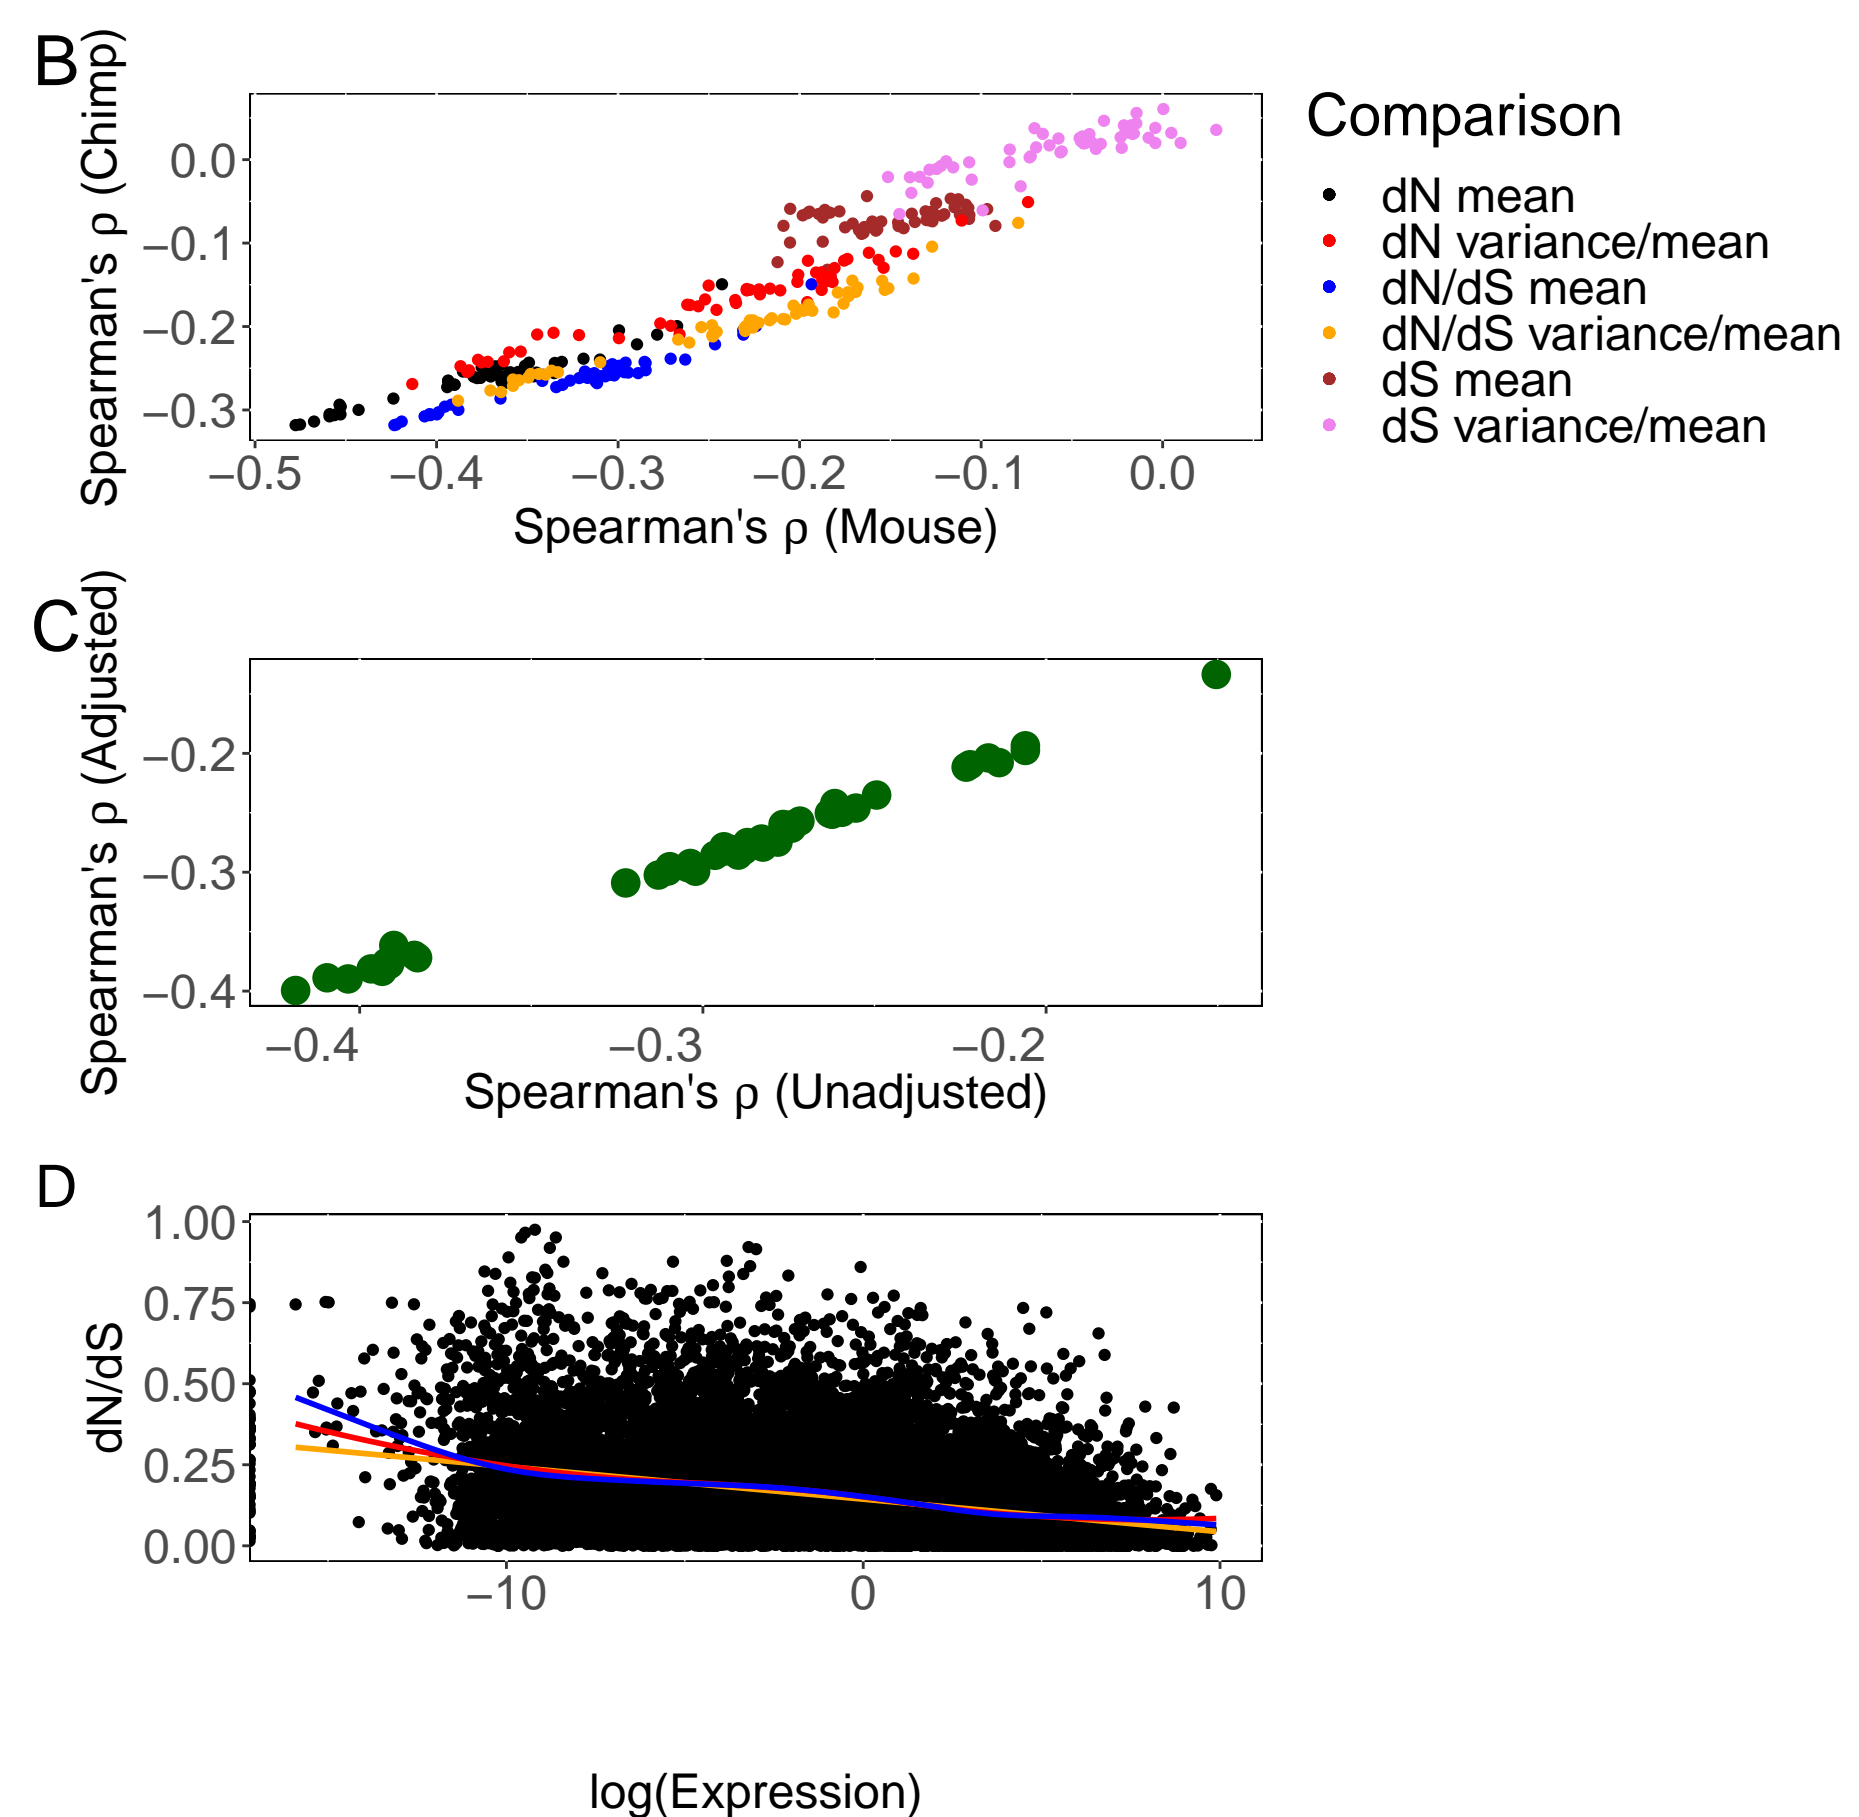 B
Spearman's ρ (Chimp)
0.0
−0.1
−0.2
−0.3
−0.5 −0.4 −0.3 −0.2 −0.1 0.0
Spearman's ρ (Mouse)
Comparison
dN mean
dN variance/mean
dN/dS mean
dN/dS variance/mean
dS mean
dS variance/mean
C
Spearman's ρ (Adjusted)
−0.2
−0.3
−0.4
−0.4 −0.3 −0.2
Spearman's ρ (Unadjusted)
D
dN/dS
1.00
0.75
0.50
0.25
0.00
−10 0 10
log(Expression)